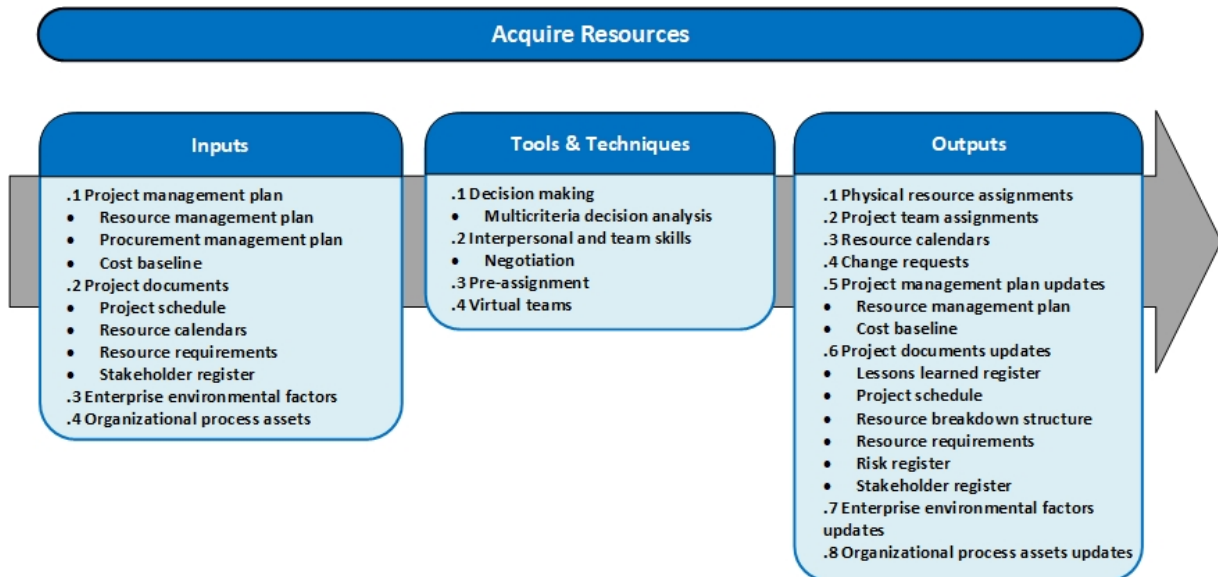 Acquire Resources
Inputs
.1 Project management plan
• Resource management plan
• Procurement management plan
• Cost baseline
.2 Project documents
• Project schedule
• Resource calendars
• Resource requirements
• Stakeholder register
.3 Enterprise environmental factors
.4 Organizational process assets
Tools & Techniques
.1 Decision making
• Multicriteria decision analysis
.2 Interpersonal and team skills
• Negotiation
.3 Pre-assignment
.4 Virtual teams
Outputs
.1 Physical resource assignments
.2 Project team assignments
.3 Resource calendars
.4 Change requests
.5 Project management plan updates
• Resource management plan
• Cost baseline
.6 Project documents updates
• Lessons learned register
• Project schedule
• Resource breakdown structure
• Resource requirements
• Risk register
• Stakeholder register
.7 Enterprise environmental factors
updates
.8 Organizational process assets updates